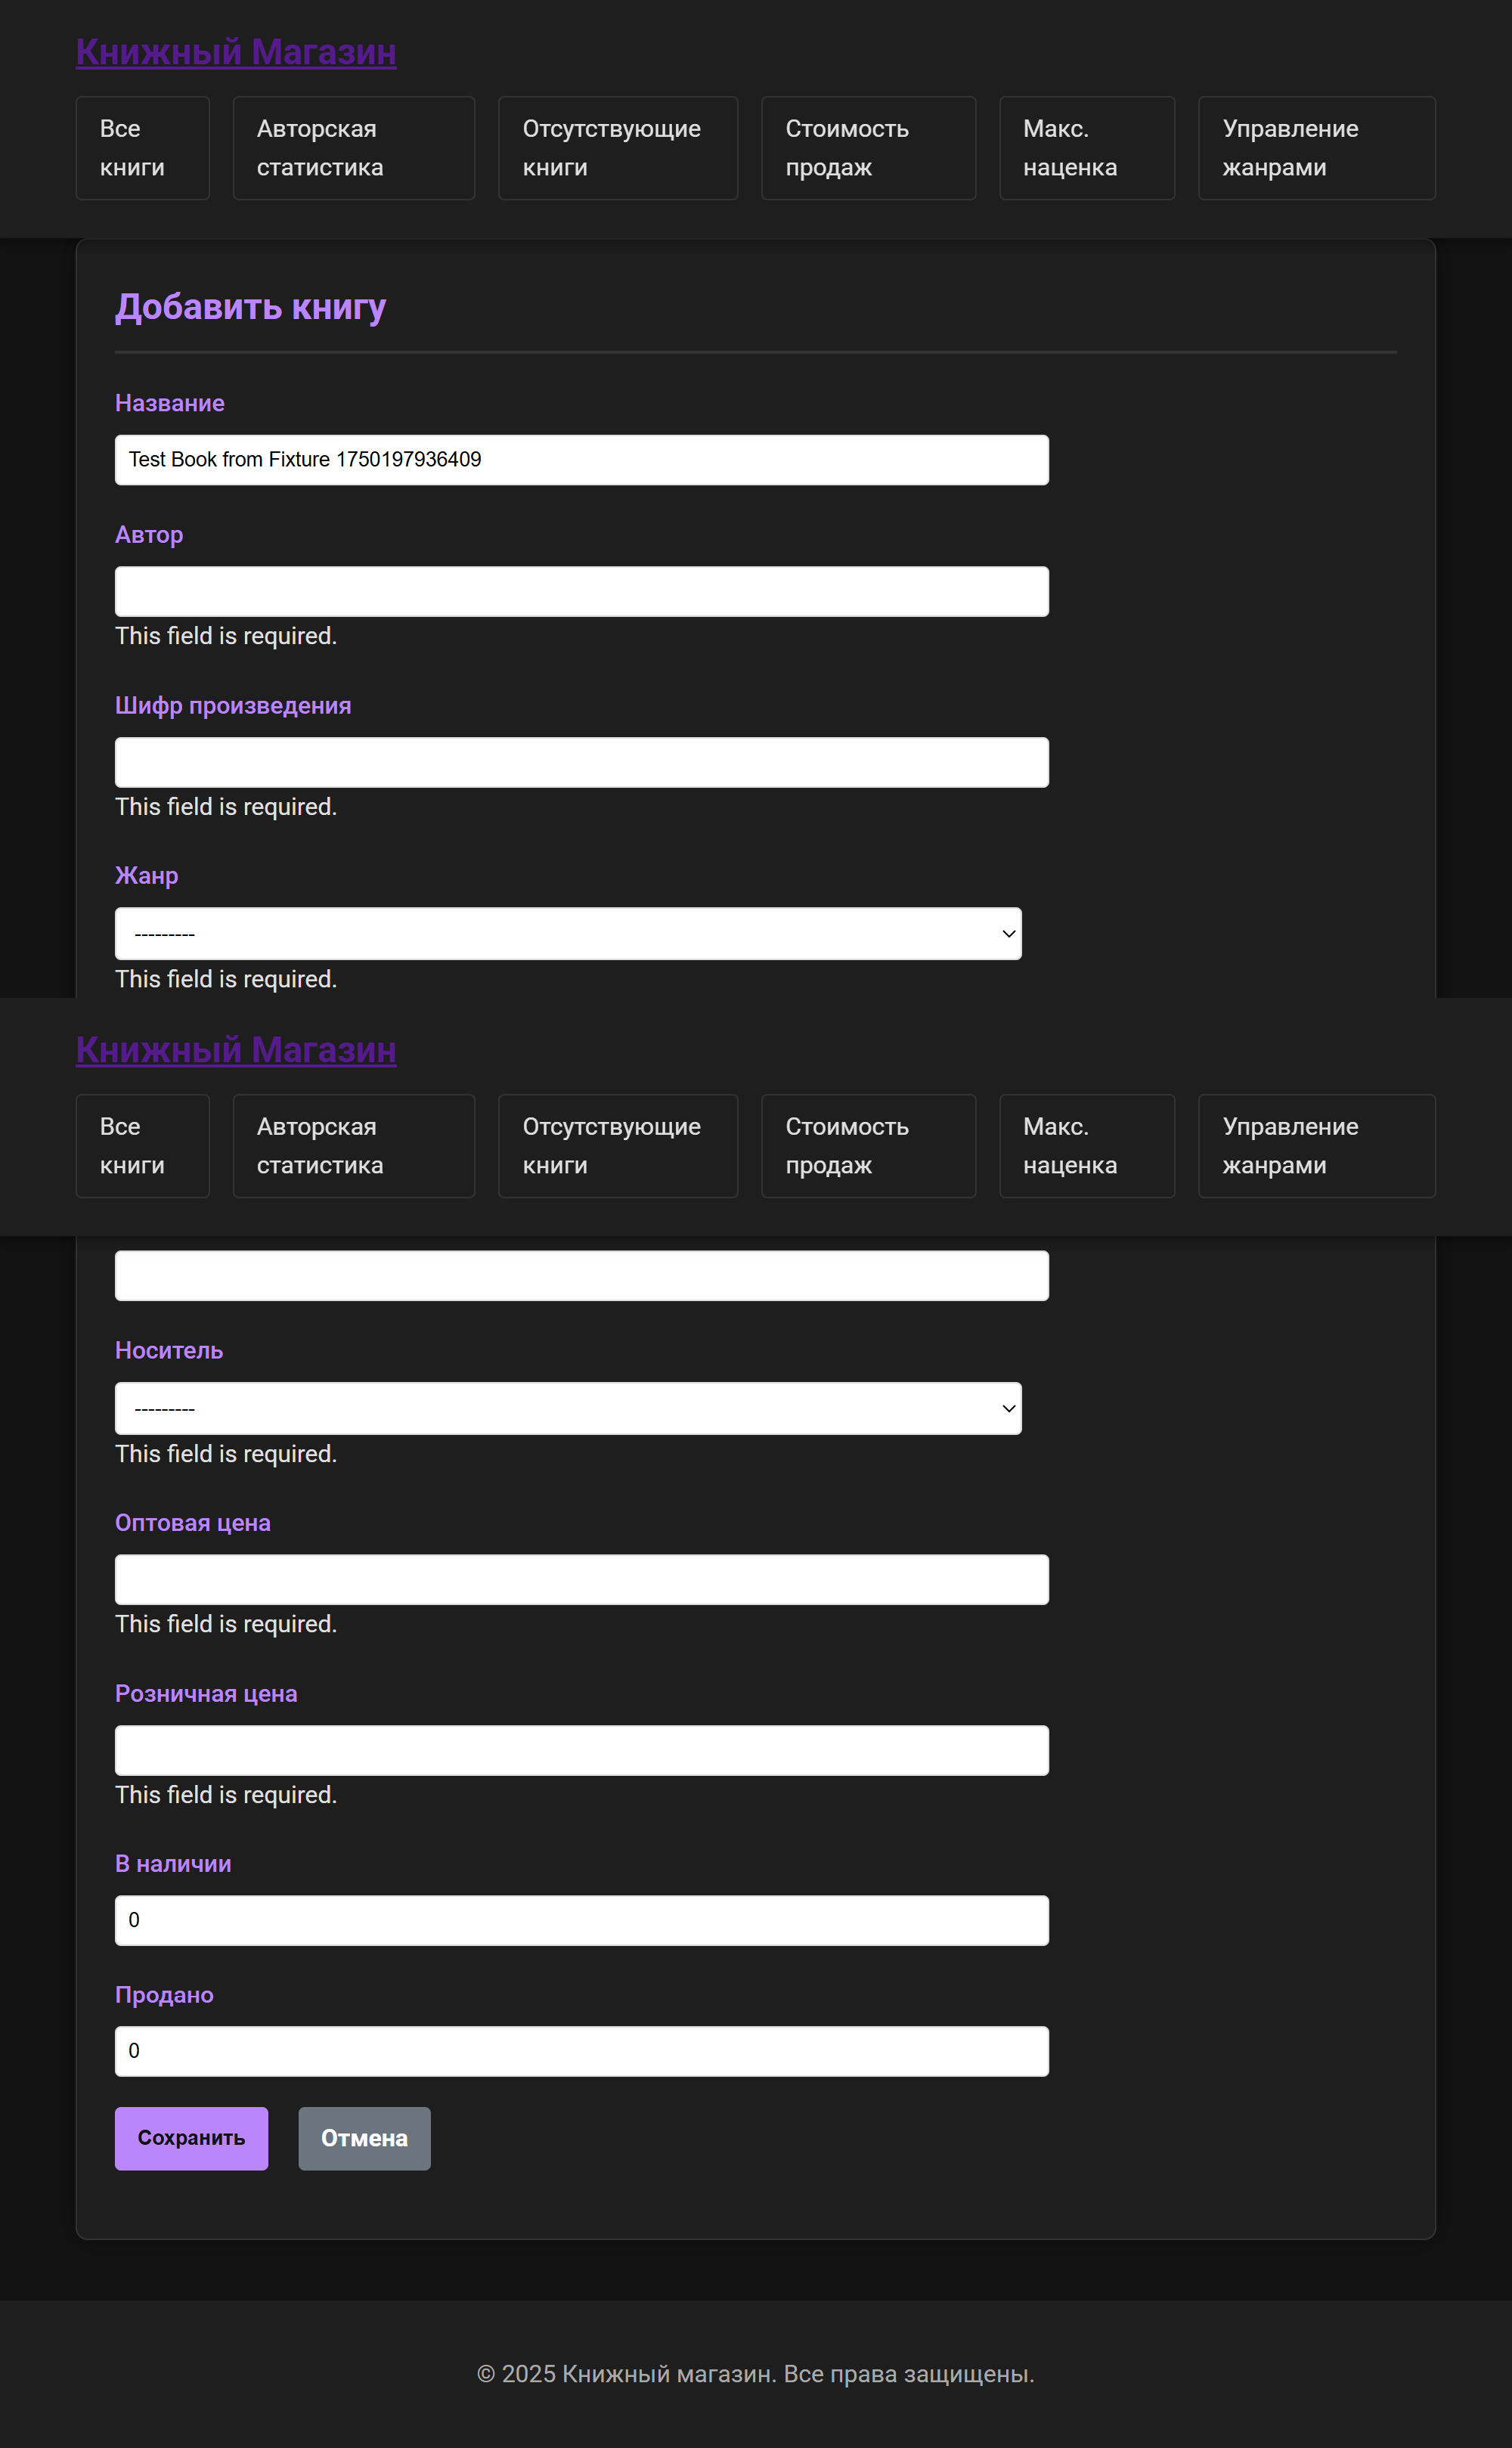 Книжный Магазин
Все книги
Авторская статистика
Отсутствующие книги
Стоимость продаж
Макс. наценка
Управление жанрами
Добавить книгу
Название
Test Book from Fixture 1750197936409
Автор
This field is required.
Шифр произведения
This field is required.
Жанр
---------
This field is required.
Книжный Магазин
Все книги
Авторская статистика
Отсутствующие книги
Стоимость продаж
Макс. наценка
Управление жанрами
Носитель
---------
This field is required.
Оптовая цена
This field is required.
Розничная цена
This field is required.
В наличии
0
Продано
0
Сохранить
Отмена
© 2025 Книжный магазин. Все права защищены.